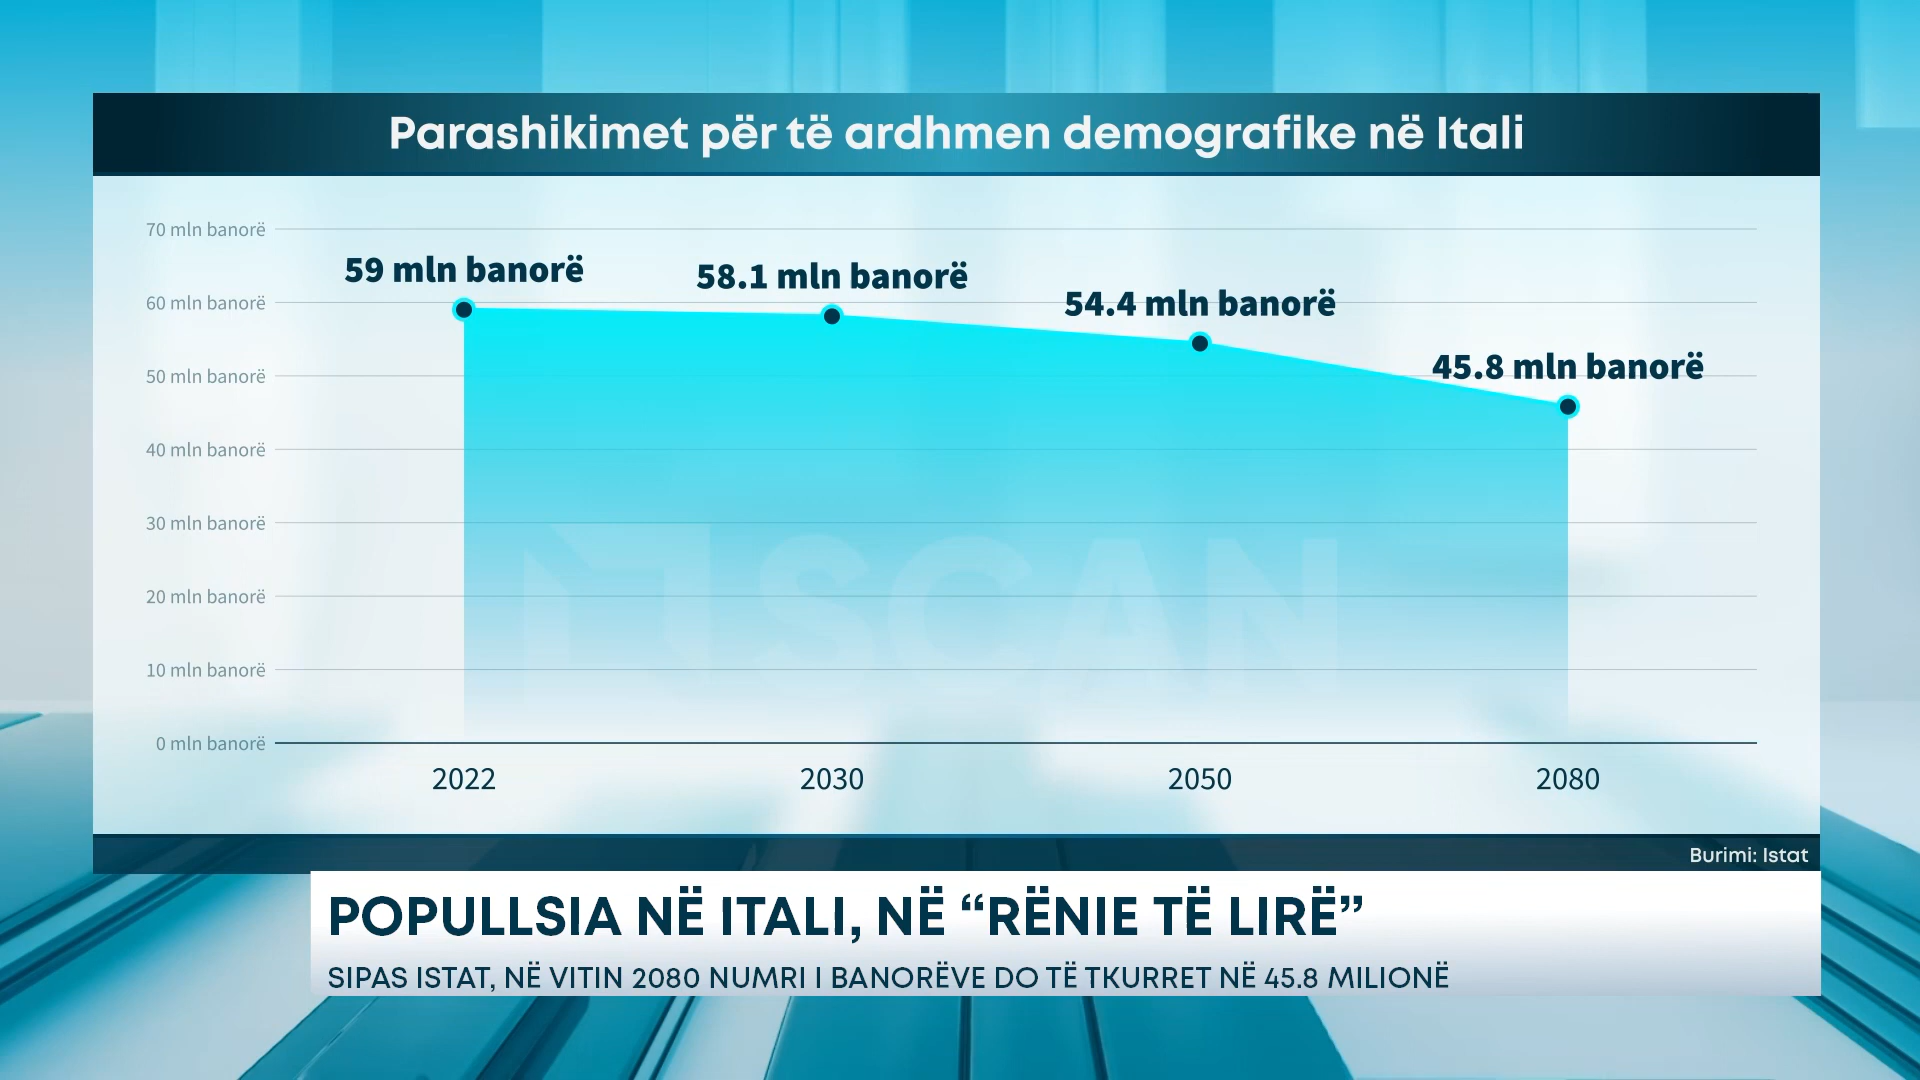 Parashikimet për të ardhmen demografike në Itali
70 mln banorë
60 mln banorë
50 mln banorë
40 mln banorë
30 mln banorë
20 mln banorë
10 mln banorë
0 mln banorë
59 mln banorë
58.1 mln banorë
54.4 mln banorë
45.8 mln banorë
SCAN
2022
2030
2050
2080
Burimi: Istat
POPULLSIA NË ITALI, NË “RËNIE TË LIRË”
SIPAS ISTAT, NË VITIN 2080 NUMRI I BANORËVE DO TË TKURRET NË 45.8 MILIONË